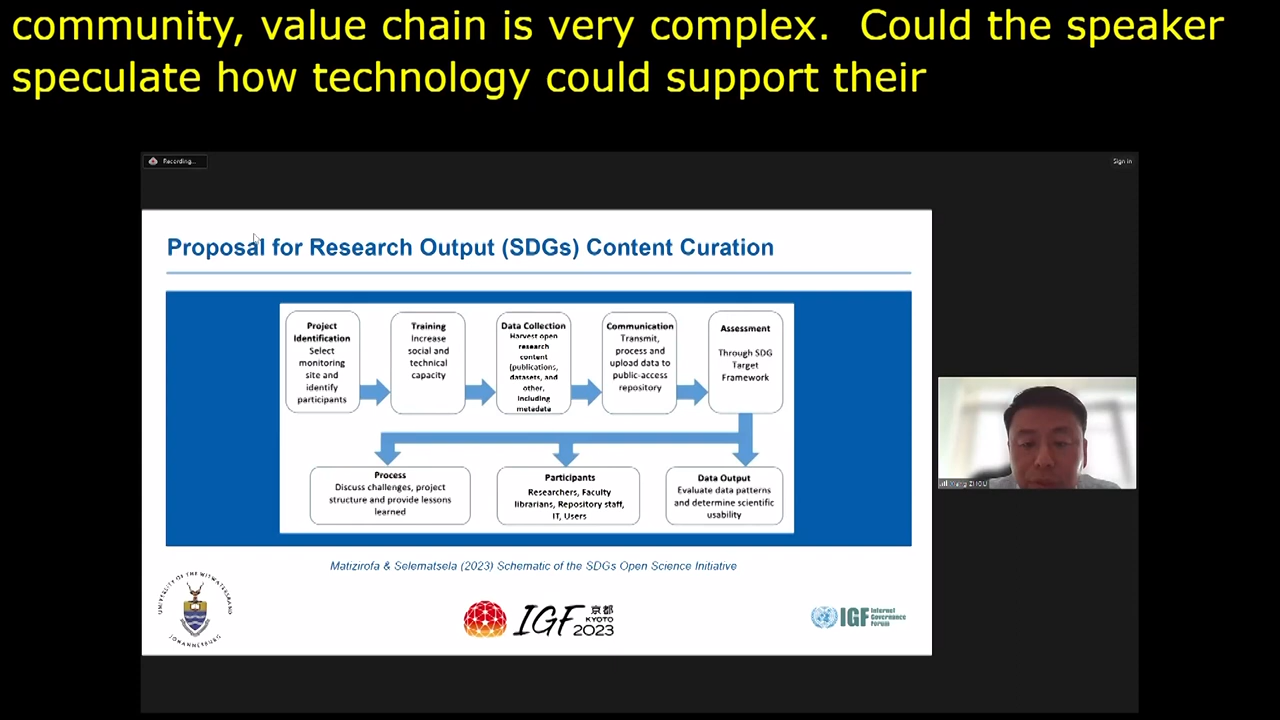 community, value chain is very complex.  Could the speaker
speculate how technology could support their
Recording...
Sign in
Proposal for Research Output (SDGs) Content Curation
Project
Identification
Select
monitoring
site and
identify
participants
Training
Increase
social and
technical
capacity
Data Collection
Harvest open
research
content
(publications,
datasets, and
other,
including
metadata
Communication
Transmit,
process and
upload data to
public-access
repository
Assessment
Through SDG
Target
Framework
Process
Discuss challenges, project
structure and provide lessons
learned
Participants
Researchers, Faculty
librarians, Repository staff,
IT, Users
Data Output
Evaluate data patterns
and determine scientific
usability
Matizirofa & Selematsela (2023) Schematic of the SDGs Open Science Initiative
UNIVERSITY OF THE WITWATERSRAND
JOHANNESBURG
IGF 京都
KYOTO
2023
IGF Internet
Governance
Forum
ZHOU